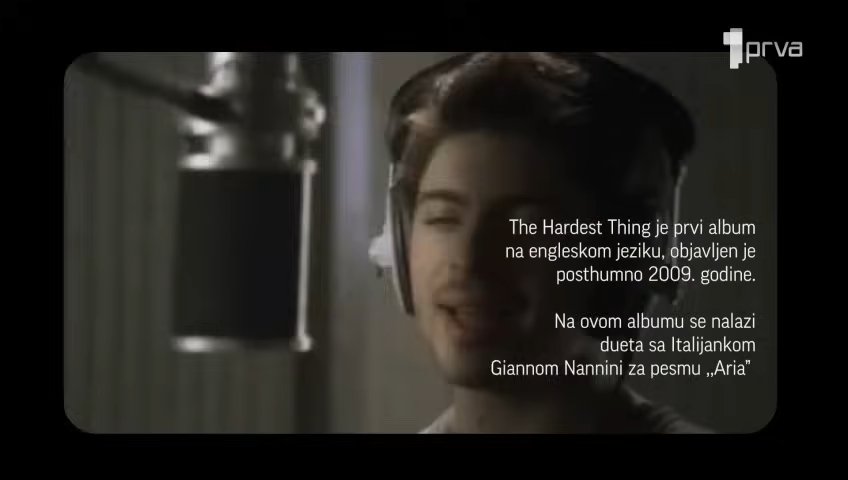 prva
The Hardest Thing je prvi album
na engleskom jeziku, objavljen je
posthumno 2009. godine.
Na ovom albumu se nalazi
dueta sa Italijankom
Giannom Nannini za pesmu ,,Aria”